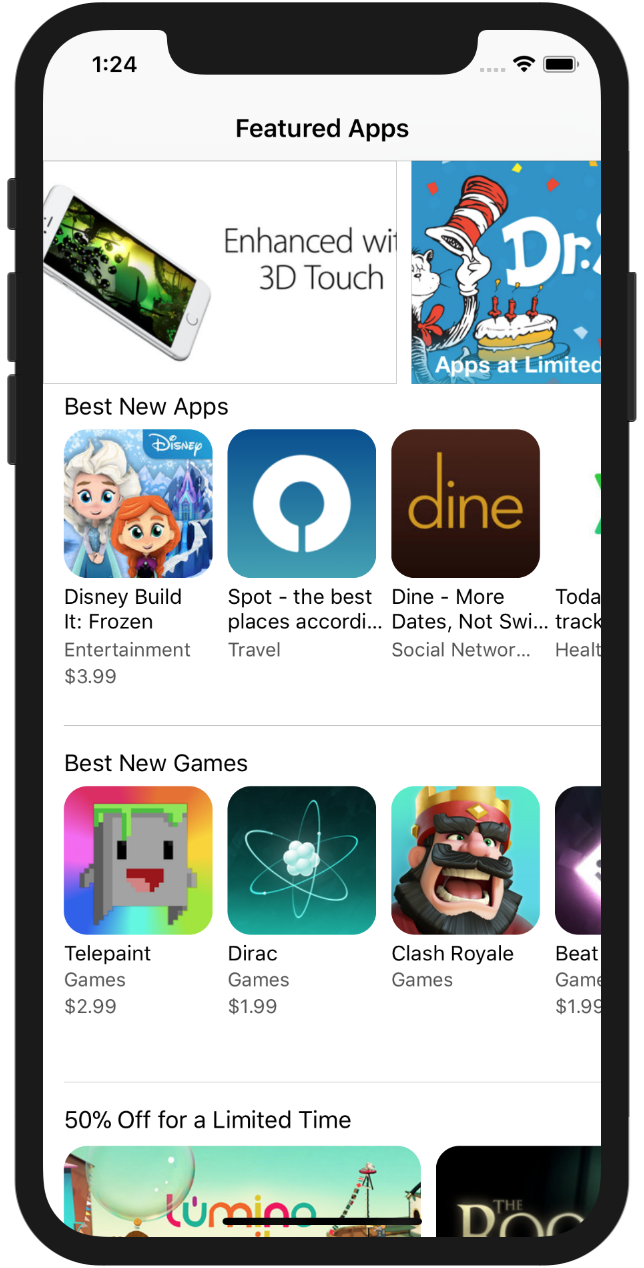 1:24
Featured Apps
Enhanced wit
3D Touch
Dr.
Apps at Limited
Best New Apps
Disney
dine
Disney Build
It: Frozen
Entertainment
$3.99
Spot - the best
places accordi...
Travel
Dine - More
Dates, Not Swi...
Social Networ...
Toda
track
Healt
Best New Games
Telepaint
Games
$2.99
Dirac
Games
$1.99
Clash Royale
Games
Beat
Game
$1.99
50% Off for a Limited Time
Lumino
THE
ROO